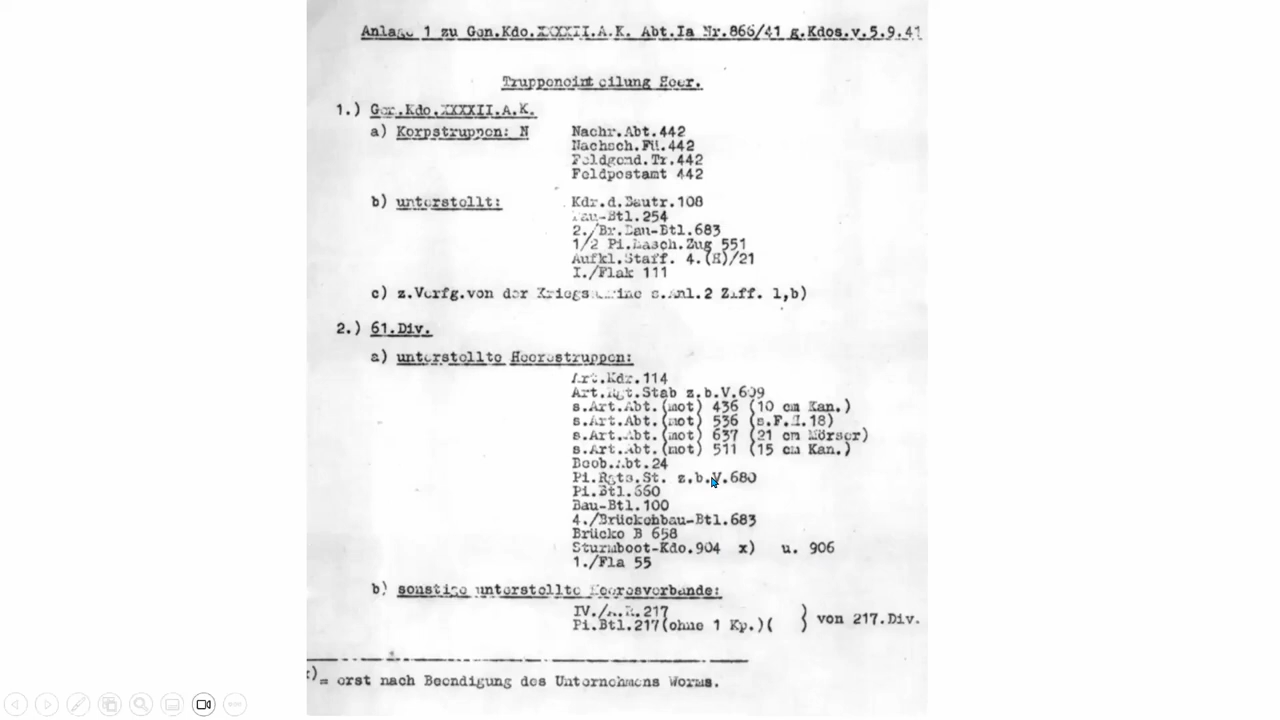 Anlage 1 zu Gen.Kdo.XXXXII.A.K. Abt.Ia Nr.866/41 g.Kdos.v.5.9.41
Truppeneinteilung Heer.
1.) Gen.Kdo.XXXXII.A.K.
a) Korpstruppen: N Nachr.Abt.442
Nachsch.Fü.442
Feldgend.Tr.442
Feldpostamt 442
b) unterstellt: Kdr.d.Bautr.108
Bau-Btl.254
2./Br.Bau-Btl.683
1/2 Pi.Masch.Zug 551
Aufkl.Staff. 4.(H)/21
I./Flak 111
c) z.Verfg.von der Kriegsmarine s.Anl.2 Ziff. 1,b)
2.) 61.Div.
a) unterstellte Heerestruppen:
Art.Kdr.114
Art.Rgt.Stab z.b.V.609
s.Art.Abt.(mot) 436 (10 cm Kan.)
s.Art.Abt.(mot) 536 (s.F.H.18)
s.Art.Abt.(mot) 637 (21 cm Mörser)
s.Art.Abt.(mot) 511 (15 cm Kan.)
Beob.Abt.24
Pi.Rgts.St. z.b.V.680
Pi.Btl.660
Bau-Btl.100
4./Brückenbau-Btl.683
Brücke B 658
Sturmboot-Kdo.904 x) u. 906
1./Fla 55
b) sonstige unterstellte Heeresverbände:
IV./A.R.217
Pi.Btl.217(ohne 1 Kp.)( } von 217.Div.
x)= erst nach Beendigung des Unternehmens Worms.